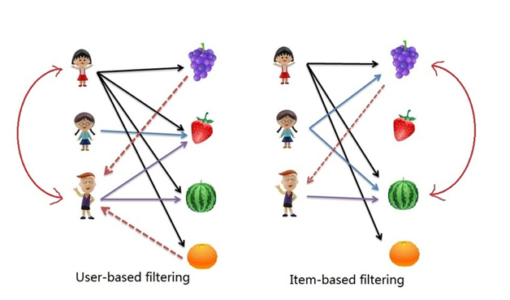 User-based filtering
Item-based filtering